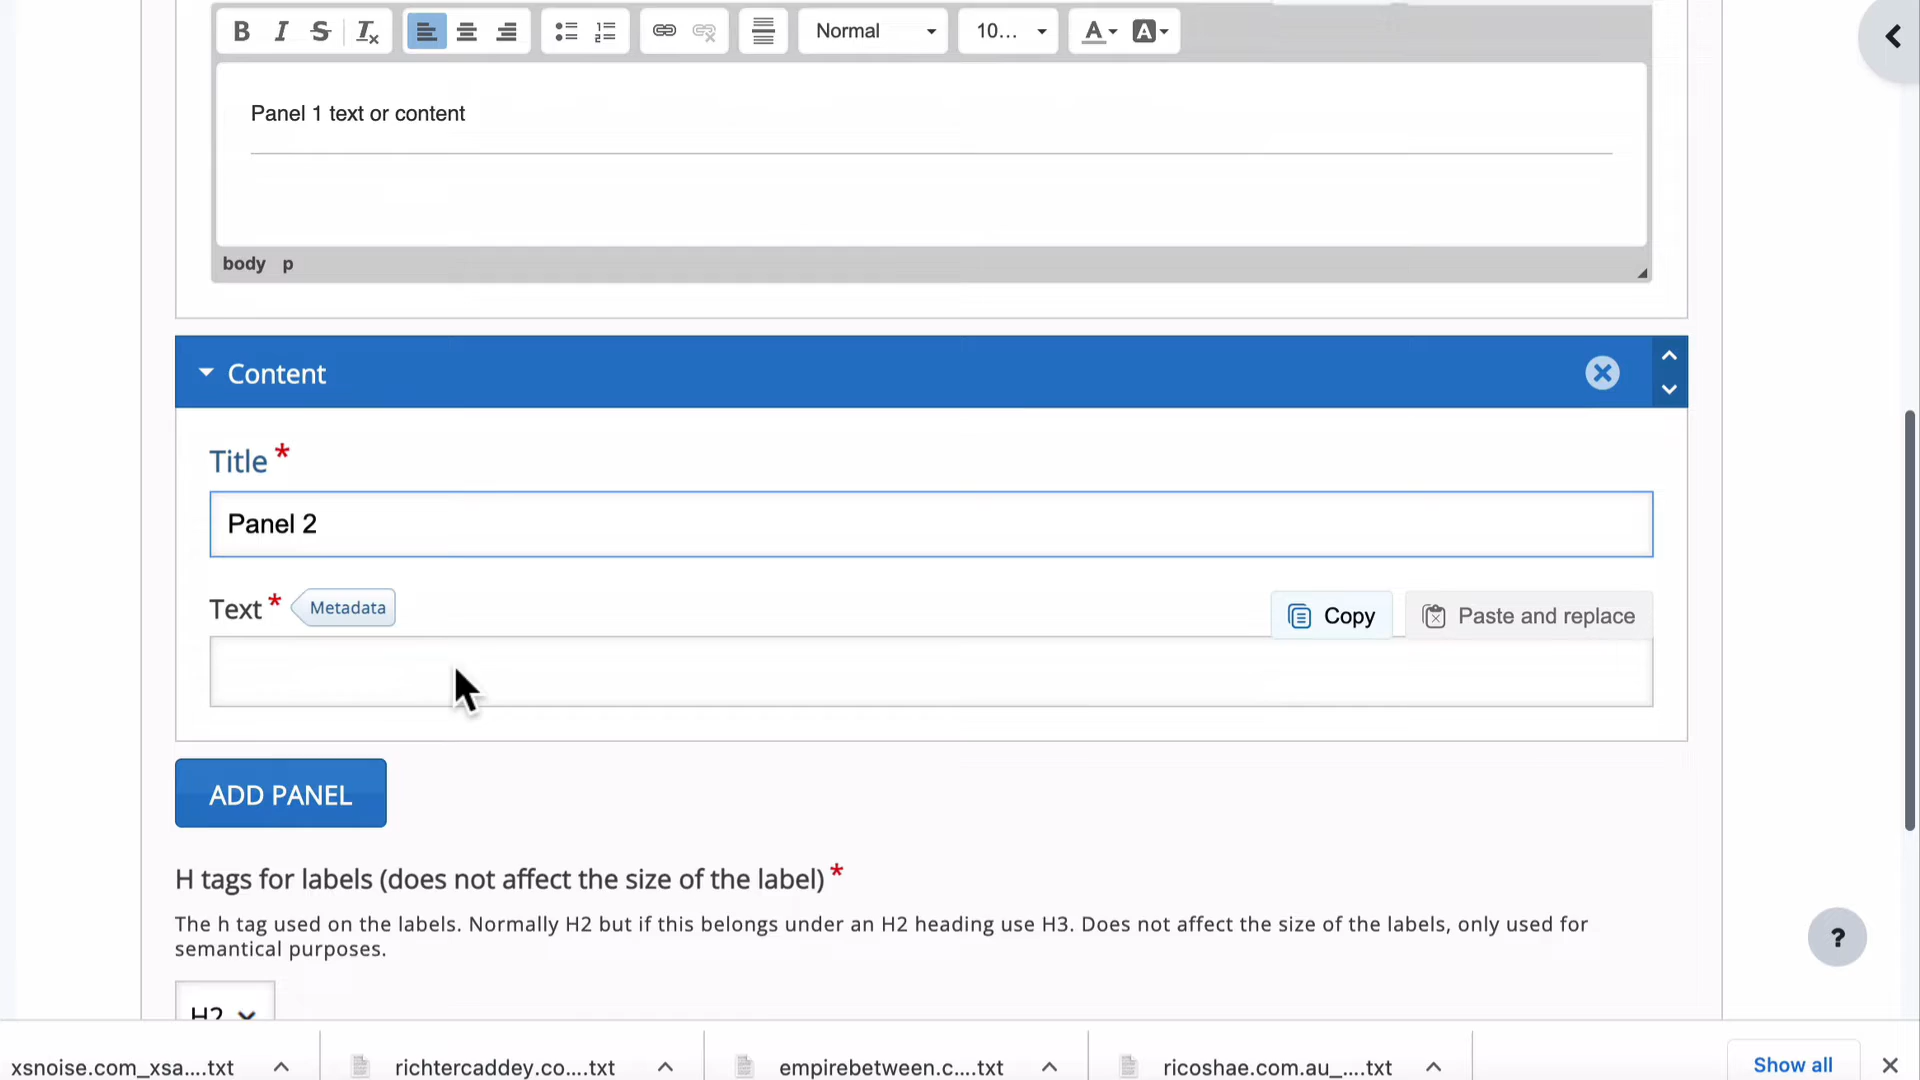 B I S Ix Normal 10... A A
Panel 1 text or content
body p
Content
Title *
Panel 2
Text * Metadata Copy Paste and replace
ADD PANEL
H tags for labels (does not affect the size of the label) *
The h tag used on the labels. Normally H2 but if this belongs under an H2 heading use H3. Does not affect the size of the labels, only used for
semantical purposes.
H2
?
xsnoise.com_xsa....txt richtercaddey.co....txt empirebetween.c....txt ricoshae.com.au_....txt Show all